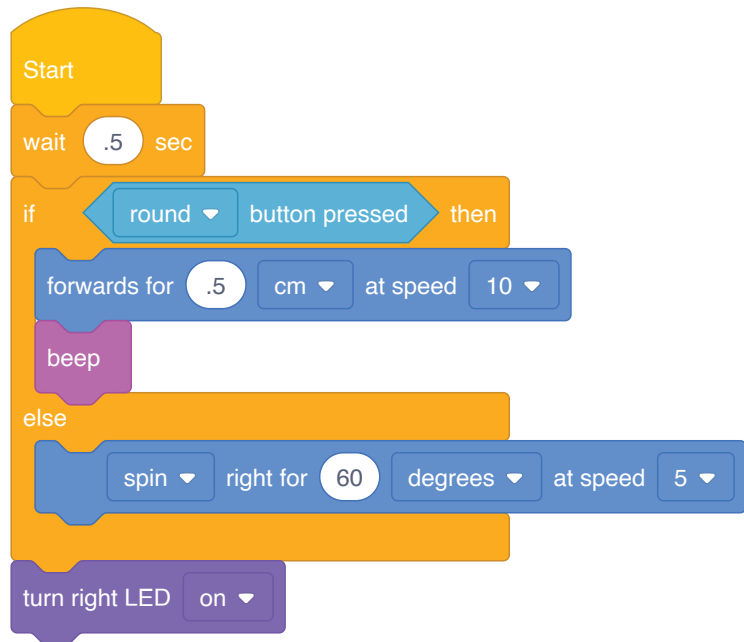 Start
wait .5 sec
if round button pressed then
forwards for .5 cm at speed 10
beep
else
spin right for 60 degrees at speed 5
turn right LED on